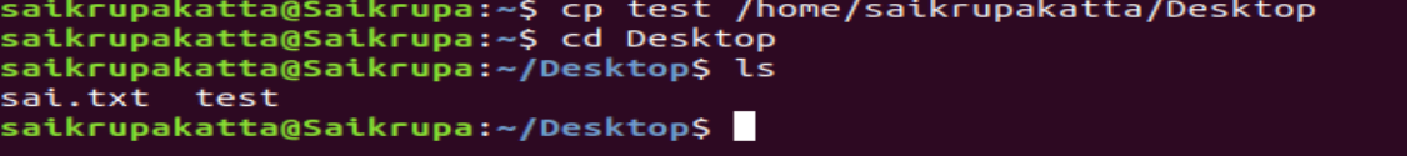 saikrupakatta@Saikrupa:~$ cp test /home/saikrupakatta/Desktop
saikrupakatta@Saikrupa:~$ cd Desktop
saikrupakatta@Saikrupa:~/Desktop$ ls
sai.txt  test
saikrupakatta@Saikrupa:~/Desktop$